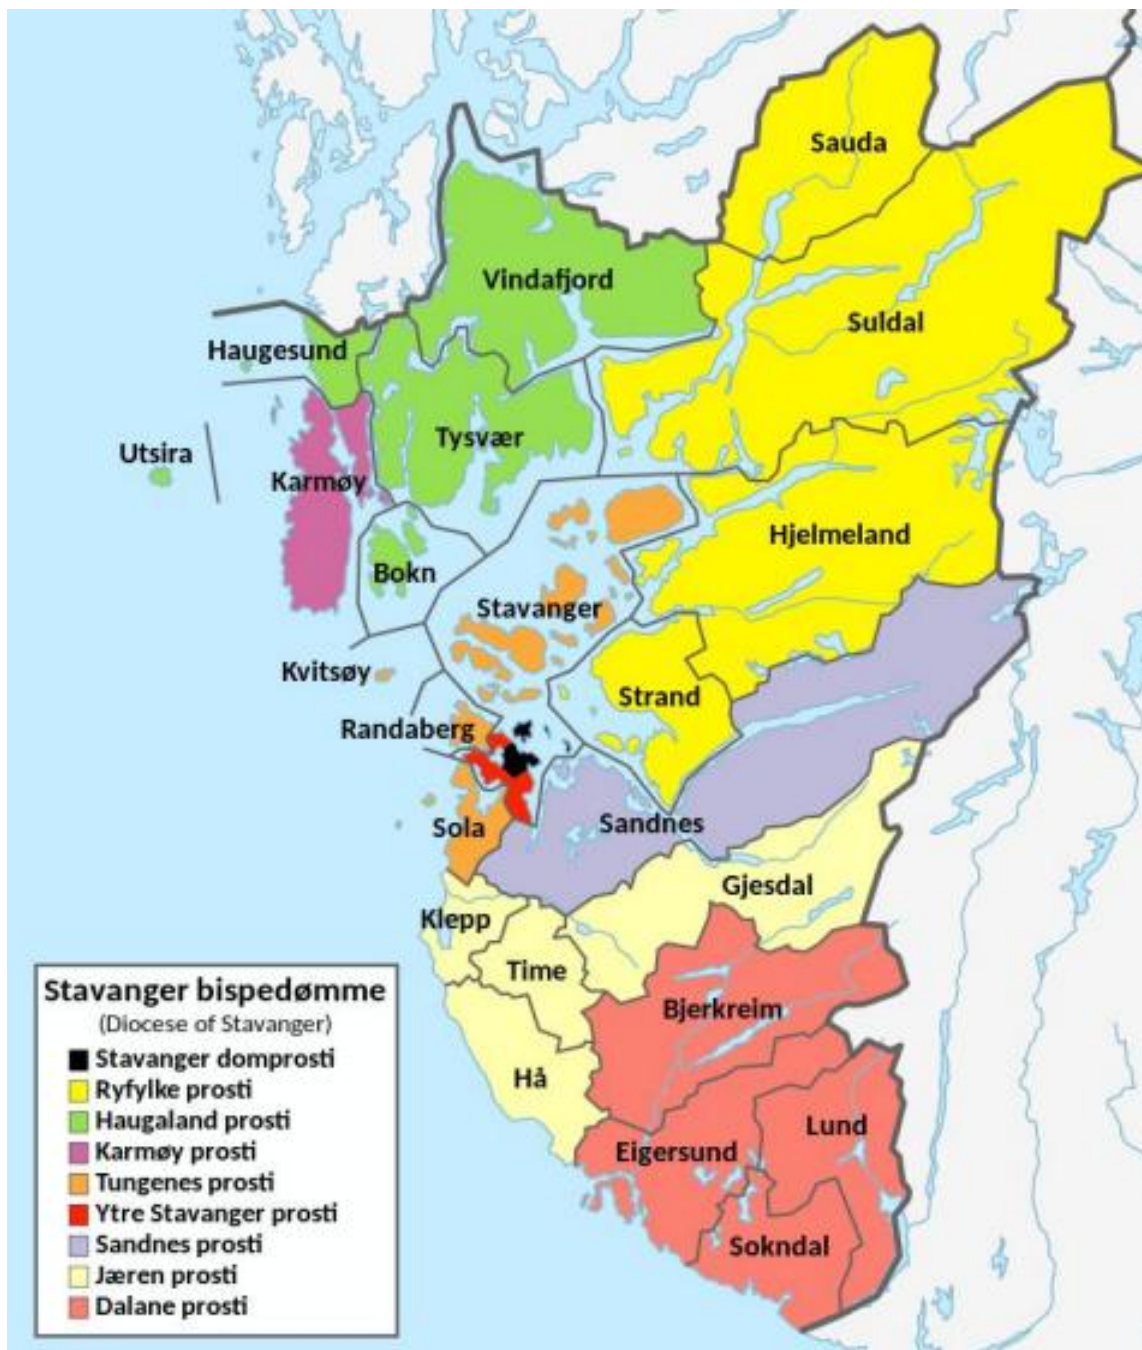 Sauda
Vindafjord
Suldal
Haugesund
Tysvær
Utsira
Karmøy
Hjelmeland
Bokn
Stavanger
Kvitsøy
Strand
Randaberg
Sola
Sandnes
Gjesdal
Klepp
Time
Bjerkreim
Hå
Lund
Eigersund
Sokndal
Stavanger bispedømme
(Diocese of Stavanger)
Stavanger domprosti
Ryfylke prosti
Haugaland prosti
Karmøy prosti
Tungenes prosti
Ytre Stavanger prosti
Sandnes prosti
Jæren prosti
Dalane prosti